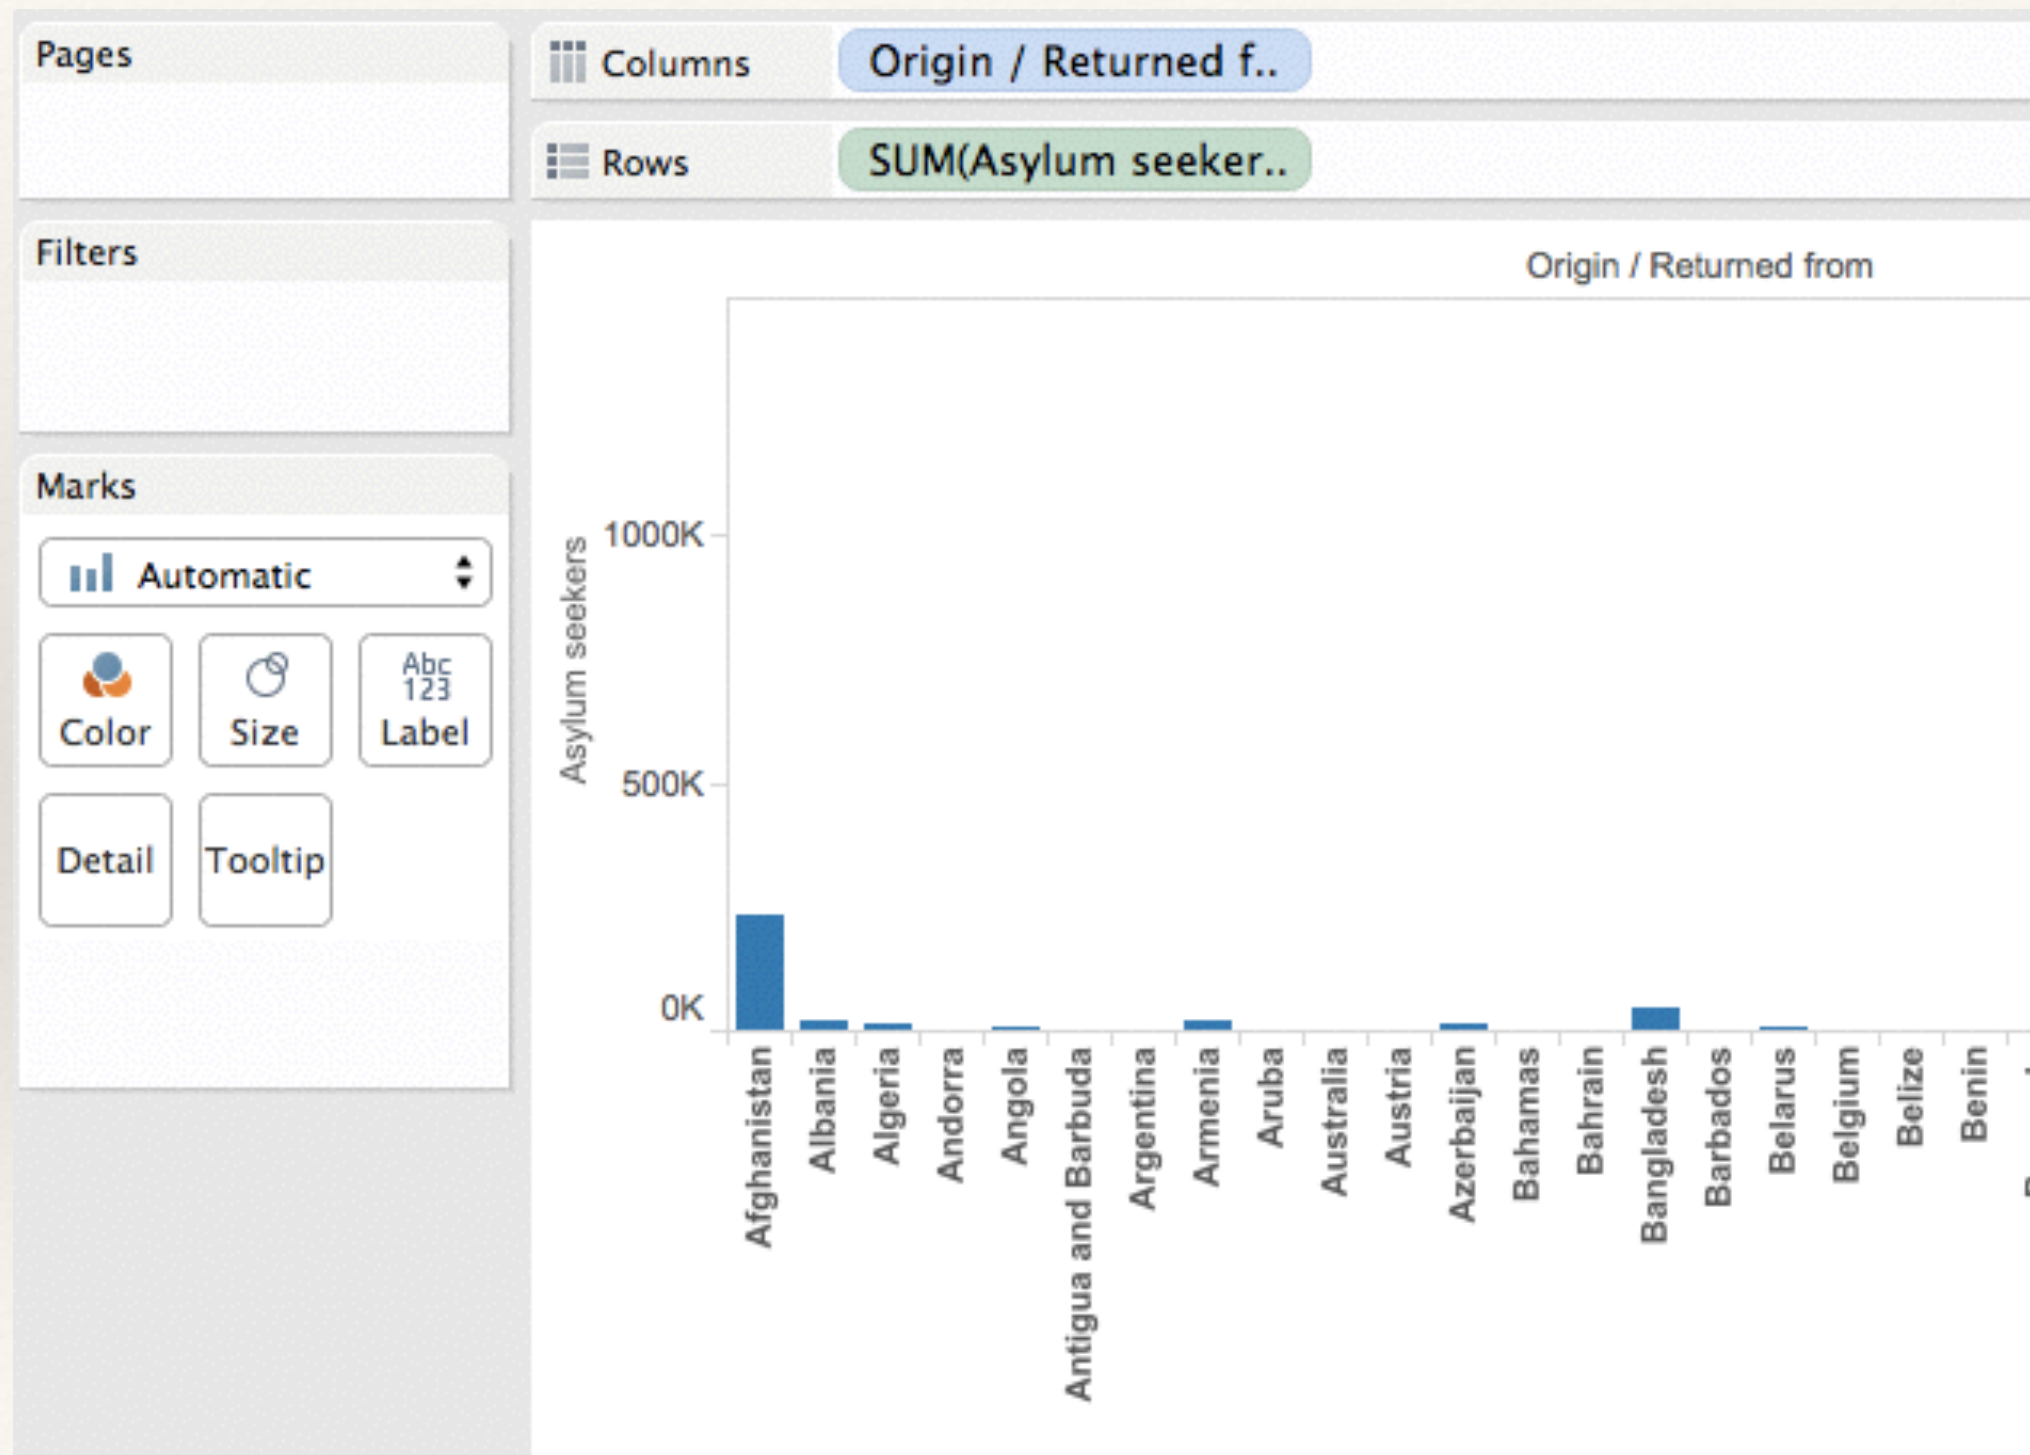 Pages
Filters
Marks
Automatic
Color
Size
Abc
123
Label
Detail
Tooltip
Columns
Origin / Returned f..
Rows
SUM(Asylum seeker..
Origin / Returned from
Asylum seekers
1000K
500K
0K
Afghanistan
Albania
Algeria
Andorra
Angola
Antigua and Barbuda
Argentina
Armenia
Aruba
Australia
Austria
Azerbaijan
Bahamas
Bahrain
Bangladesh
Barbados
Belarus
Belgium
Belize
Benin